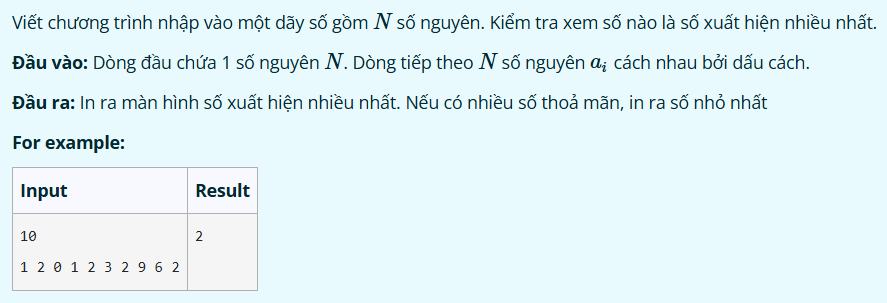 Viết chương trình nhập vào một dãy số gồm N số nguyên. Kiểm tra xem số nào là số xuất hiện nhiều nhất.
Đầu vào: Dòng đầu chứa 1 số nguyên N. Dòng tiếp theo N số nguyên aᵢ cách nhau bởi dấu cách.
Đầu ra: In ra màn hình số xuất hiện nhiều nhất. Nếu có nhiều số thoả mãn, in ra số nhỏ nhất
For example:
Input Result
10 2
1 2 0 1 2 3 2 9 6 2